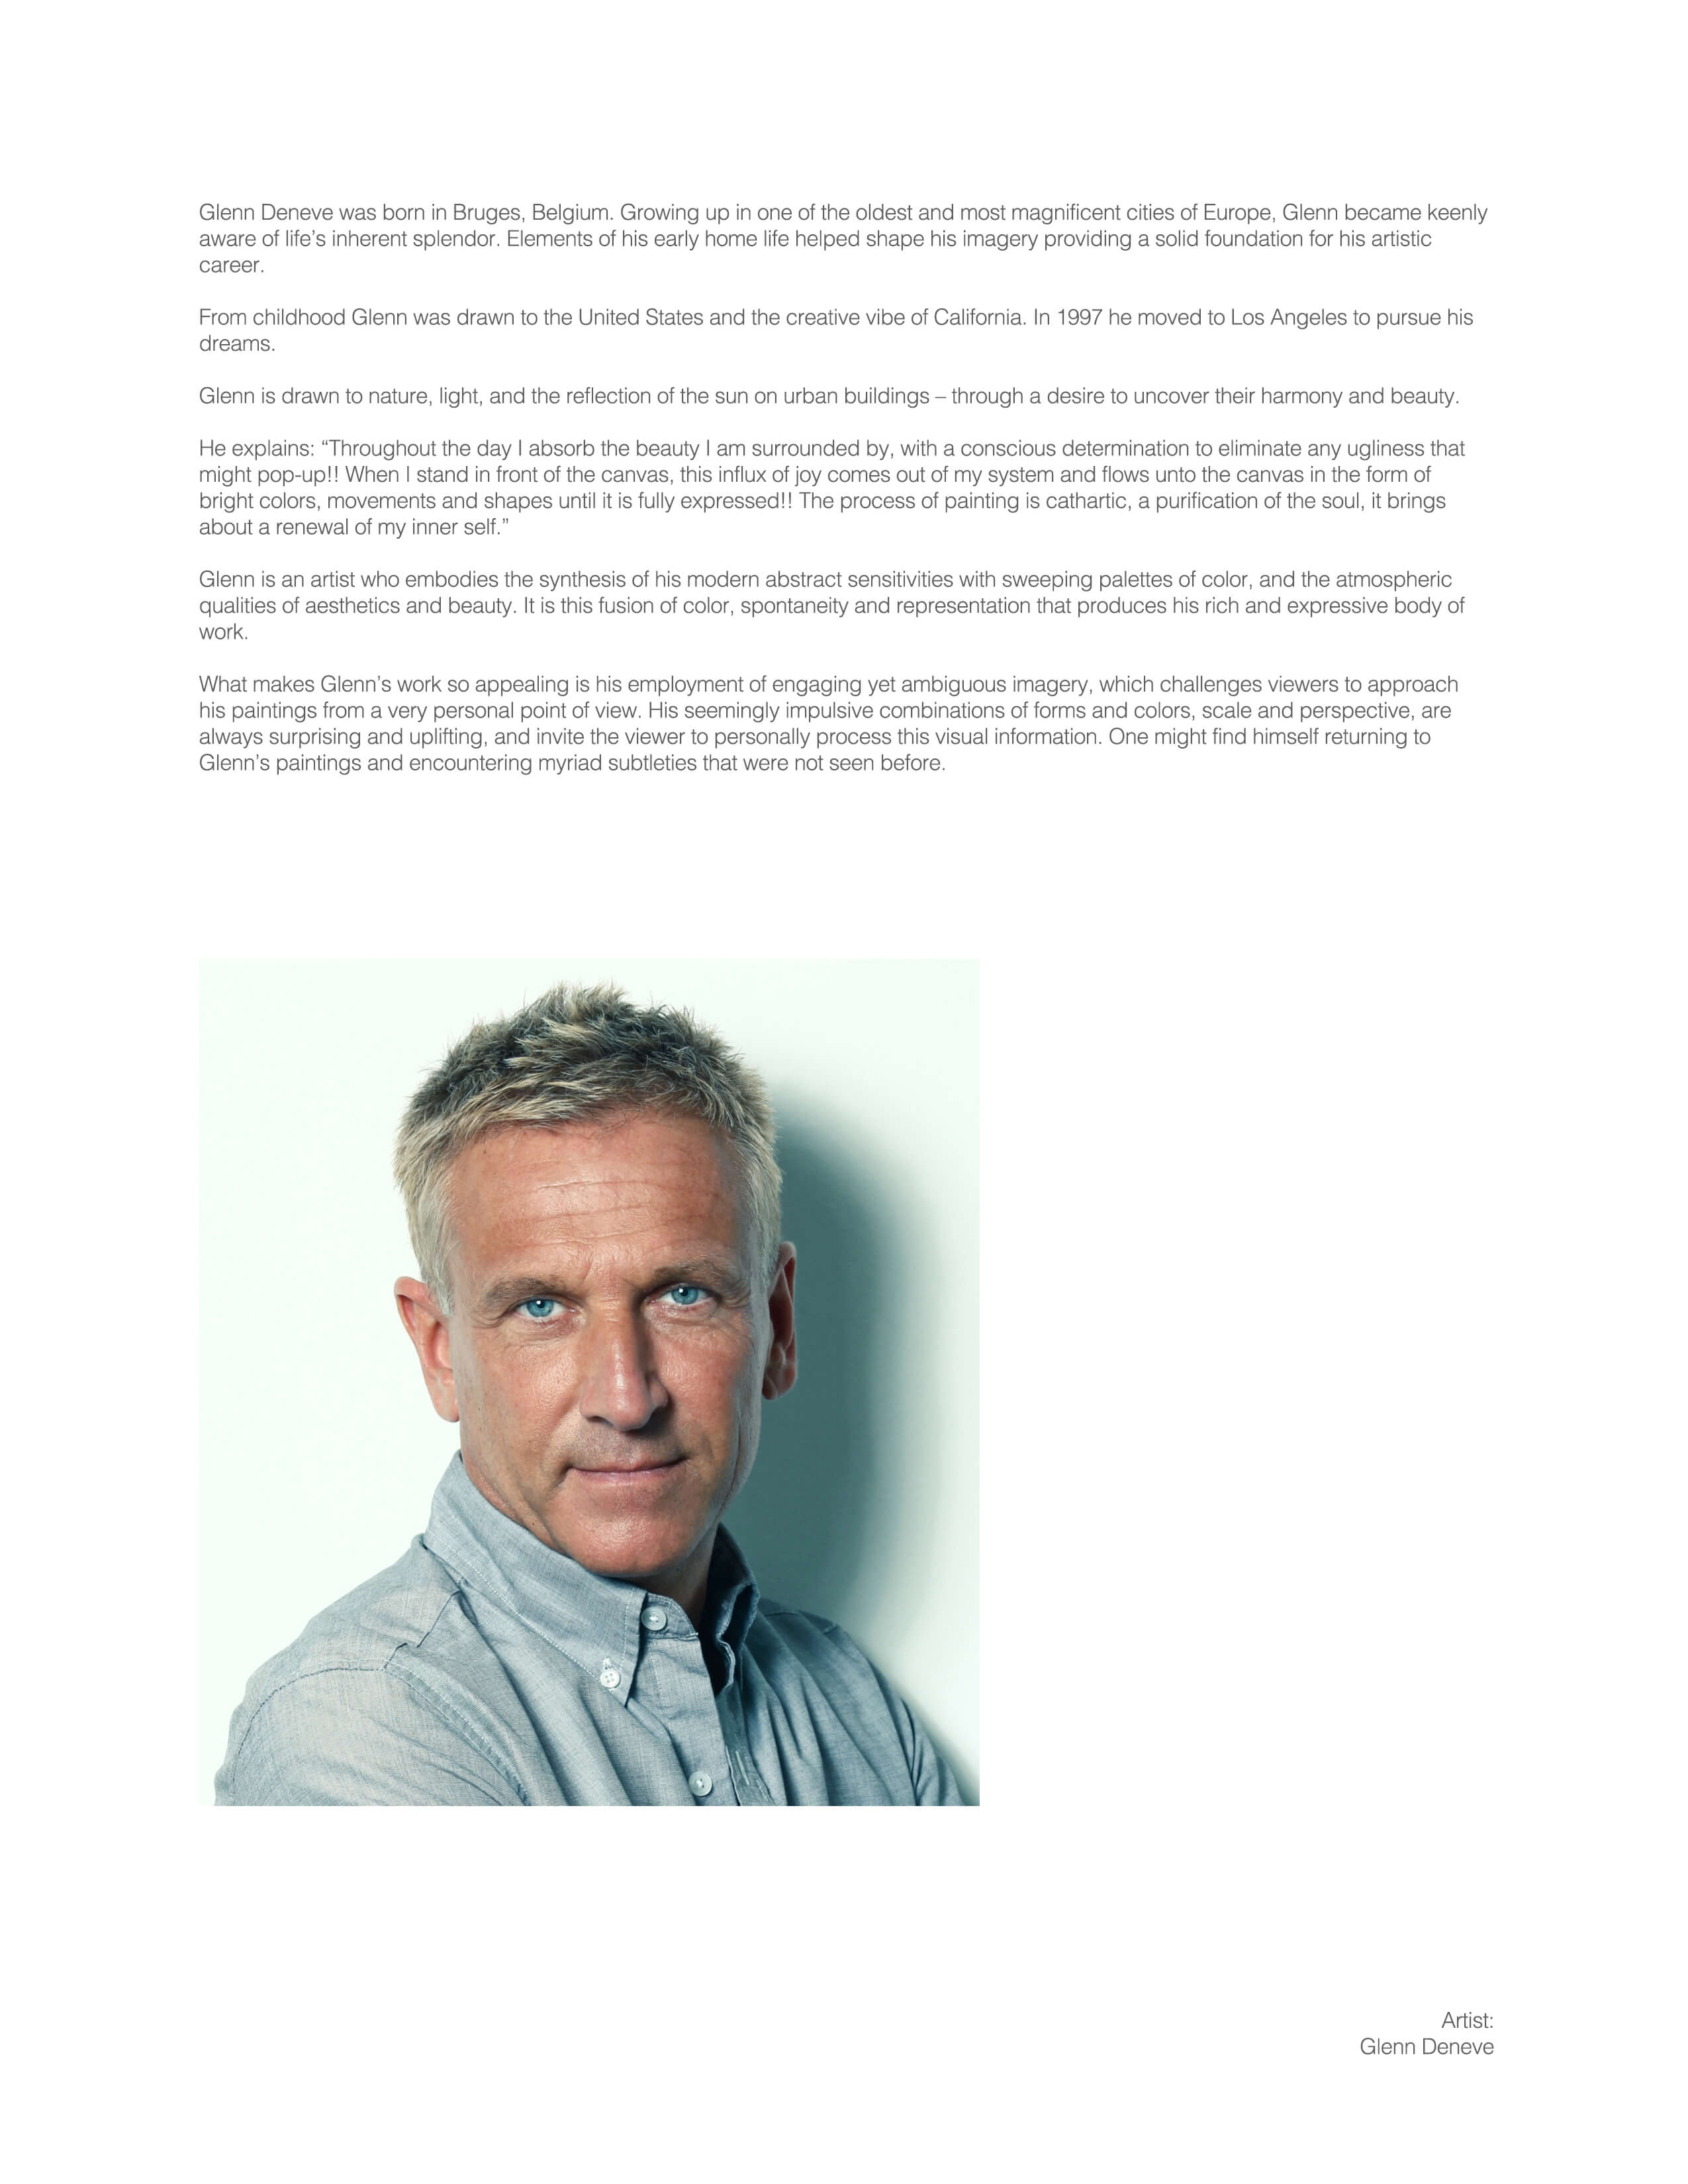 Glenn Deneve was born in Bruges, Belgium. Growing up in one of the oldest and most magnificent cities of Europe, Glenn became keenly
aware of life’s inherent splendor. Elements of his early home life helped shape his imagery providing a solid foundation for his artistic
career.
From childhood Glenn was drawn to the United States and the creative vibe of California. In 1997 he moved to Los Angeles to pursue his
dreams.
Glenn is drawn to nature, light, and the reflection of the sun on urban buildings – through a desire to uncover their harmony and beauty.
He explains: “Throughout the day I absorb the beauty I am surrounded by, with a conscious determination to eliminate any ugliness that
might pop-up!! When I stand in front of the canvas, this influx of joy comes out of my system and flows unto the canvas in the form of
bright colors, movements and shapes until it is fully expressed!! The process of painting is cathartic, a purification of the soul, it brings
about a renewal of my inner self.”
Glenn is an artist who embodies the synthesis of his modern abstract sensitivities with sweeping palettes of color, and the atmospheric
qualities of aesthetics and beauty. It is this fusion of color, spontaneity and representation that produces his rich and expressive body of
work.
What makes Glenn’s work so appealing is his employment of engaging yet ambiguous imagery, which challenges viewers to approach
his paintings from a very personal point of view. His seemingly impulsive combinations of forms and colors, scale and perspective, are
always surprising and uplifting, and invite the viewer to personally process this visual information. One might find himself returning to
Glenn’s paintings and encountering myriad subtleties that were not seen before.
Artist:
Glenn Deneve